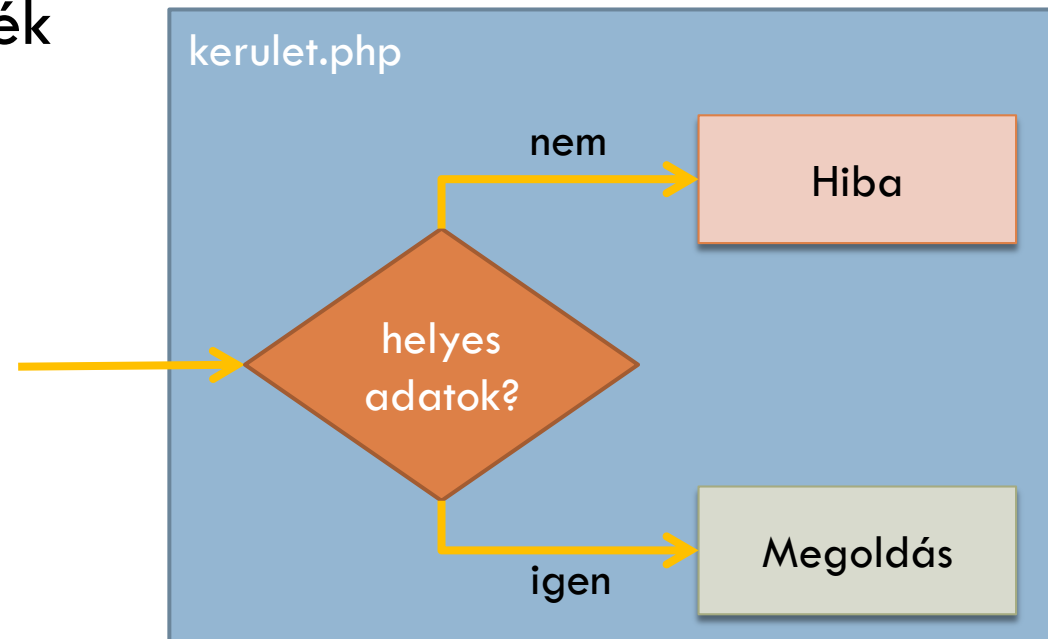 ék
kerulet.php
nem
Hiba
helyes
adatok?
Megoldás
igen